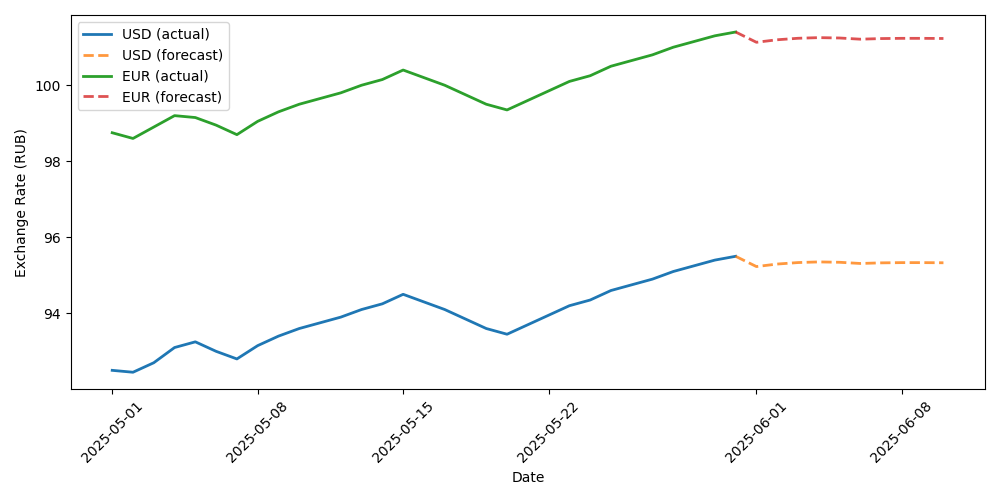 USD (actual)
USD (forecast)
EUR (actual)
EUR (forecast)
Exchange Rate (RUB)
100
98
96
94
2025-05-01
2025-05-08
2025-05-15
2025-05-22
2025-06-01
2025-06-08
Date